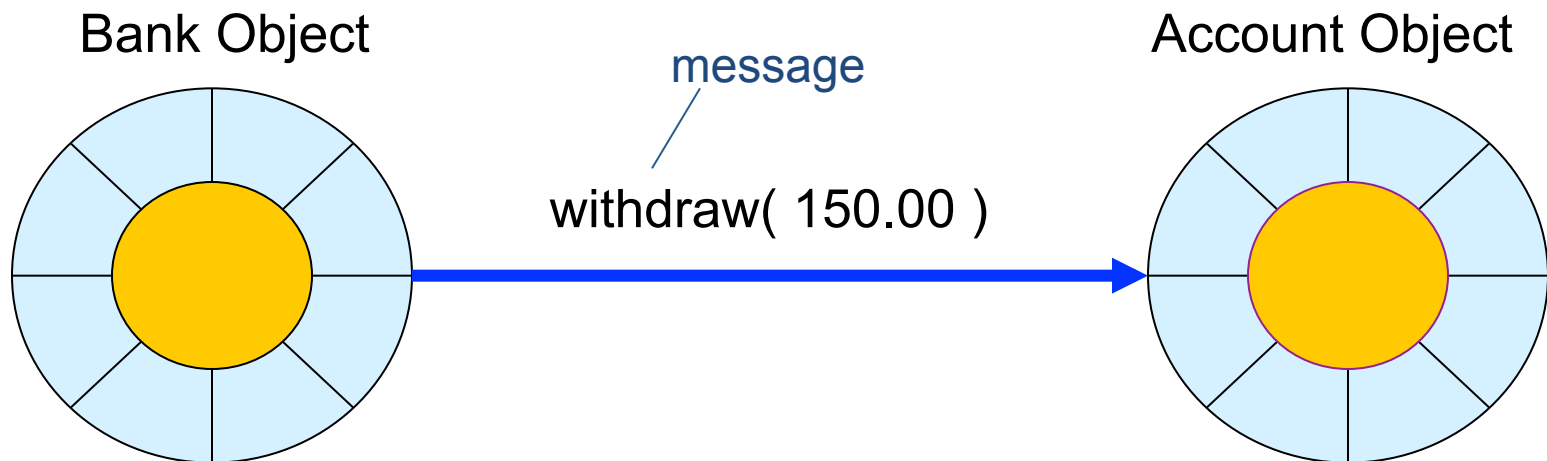 Bank Object
message
Account Object
withdraw( 150.00 )